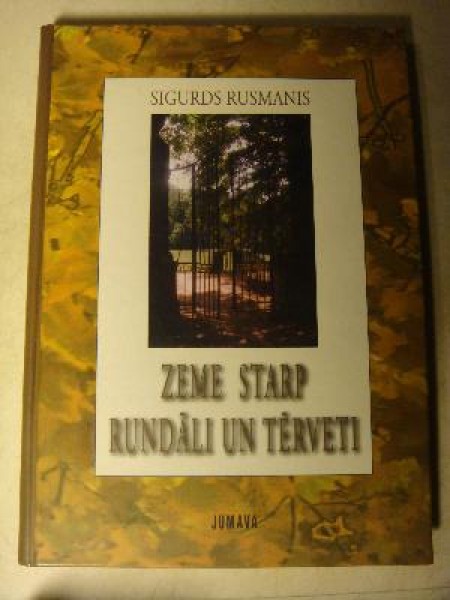 SIGURDS RUSMANIS
ZEME STARP
RUNDĀLI UN TĒRVETI
JUMAVA